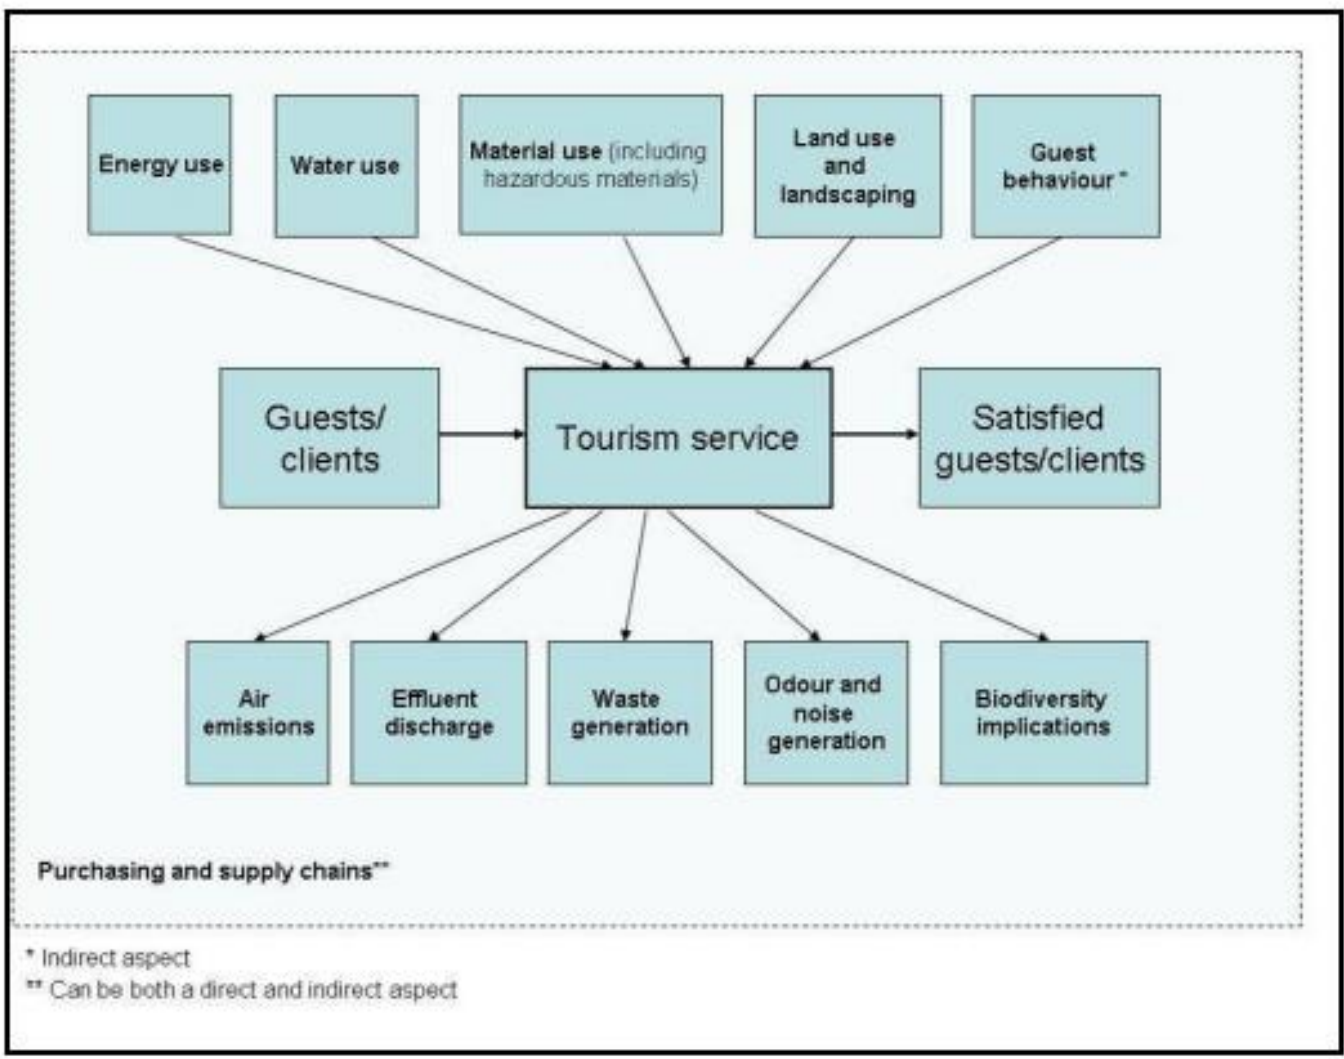 Energy use
Water use
Material use (including
hazardous materials)
Land use
and
landscaping
Guest
behaviour *
Guests/
clients
Tourism service
Satisfied
guests/clients
Air
emissions
Effluent
discharge
Waste
generation
Odour and
noise
generation
Biodiversity
implications
Purchasing and supply chains**
* Indirect aspect
** Can be both a direct and indirect aspect